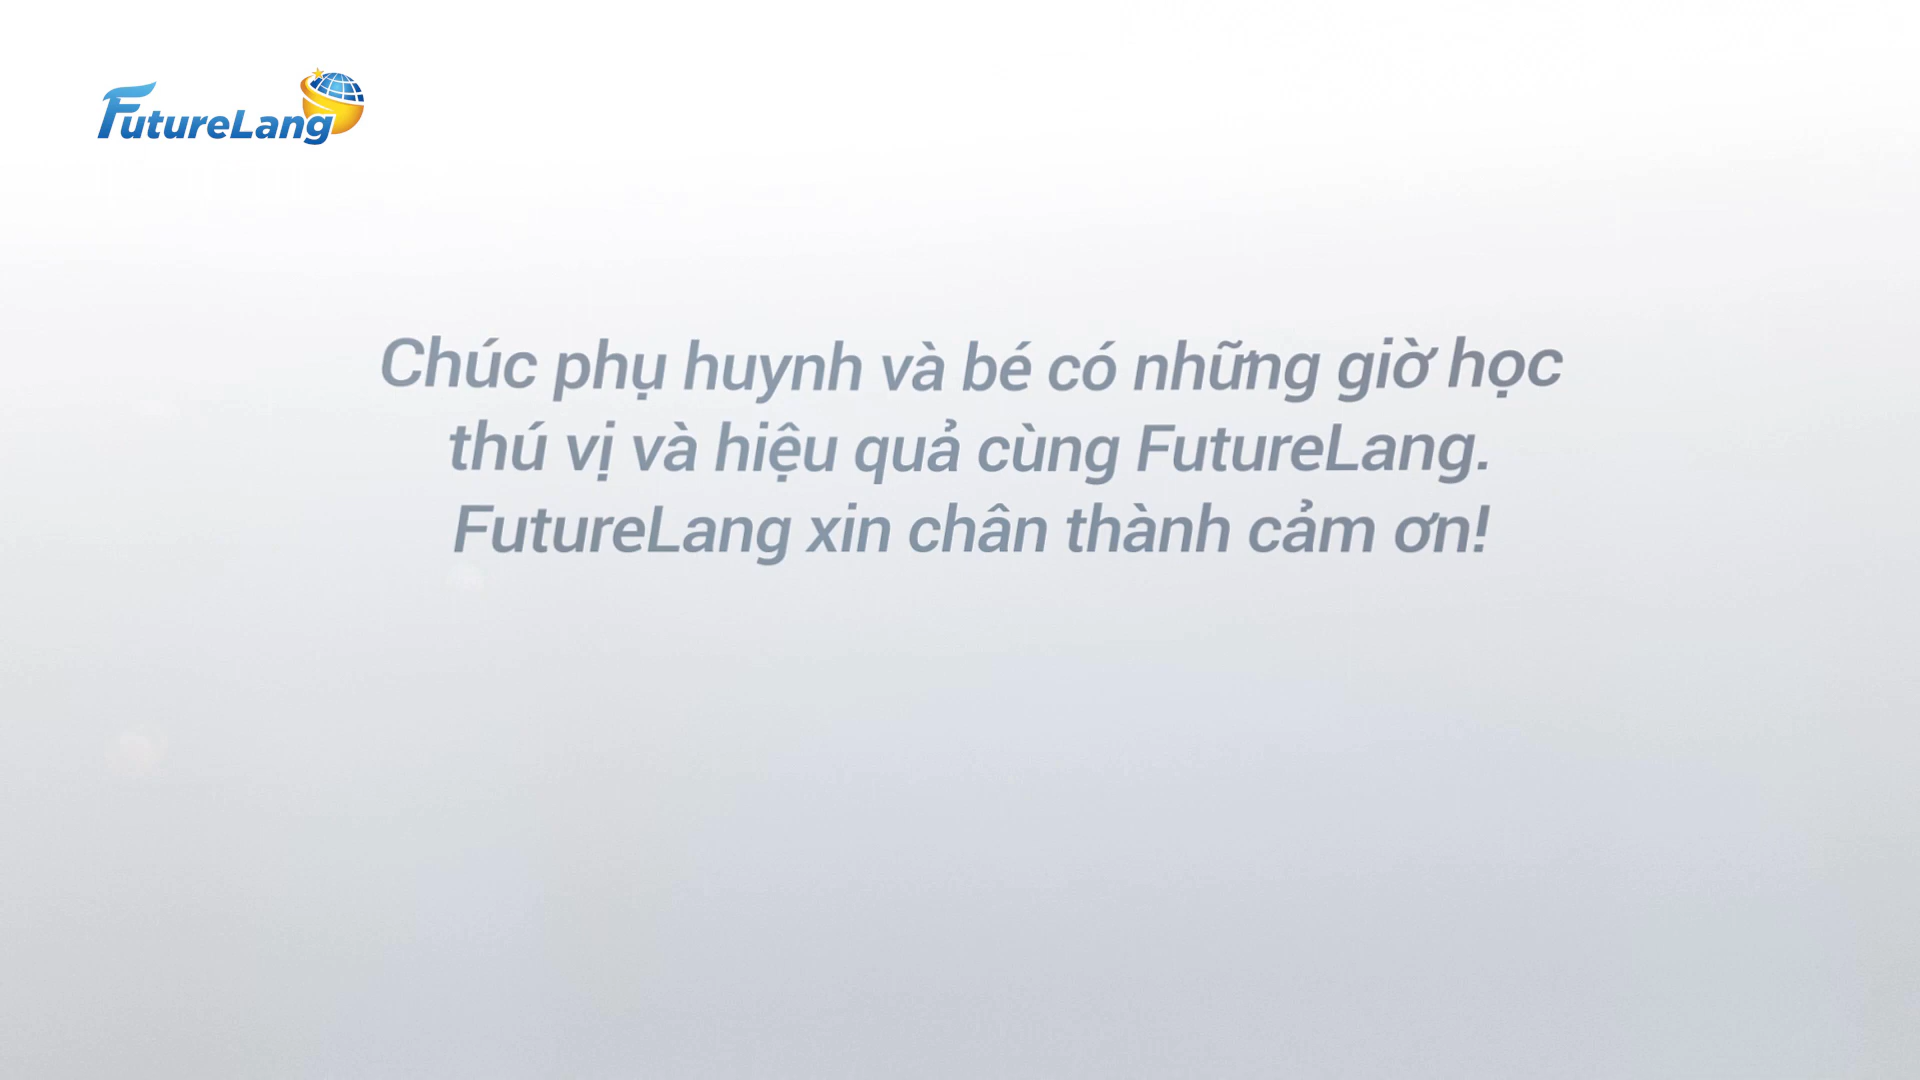 FutureLang
Chúc phụ huynh và bé có những giờ học
thú vị và hiệu quả cùng FutureLang.
FutureLang xin chân thành cảm ơn!